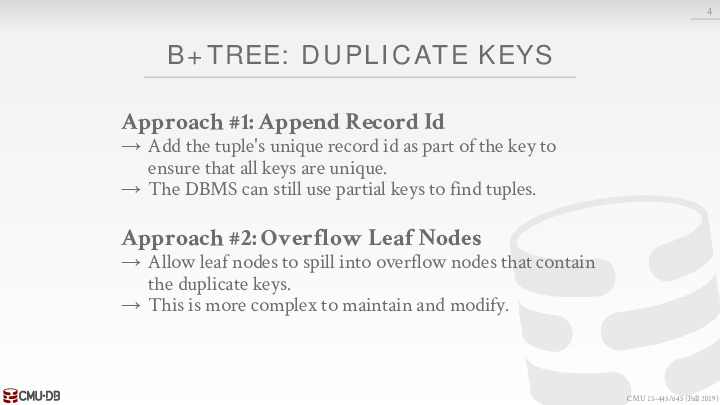 4
B+TREE: DUPLICATE KEYS
Approach #1: Append Record Id
→ Add the tuple's unique record id as part of the key to
ensure that all keys are unique.
→ The DBMS can still use partial keys to find tuples.
Approach #2: Overflow Leaf Nodes
→ Allow leaf nodes to spill into overflow nodes that contain
the duplicate keys.
→ This is more complex to maintain and modify.
CMU·DB
CMU 15-445/645 (Fall 2019)